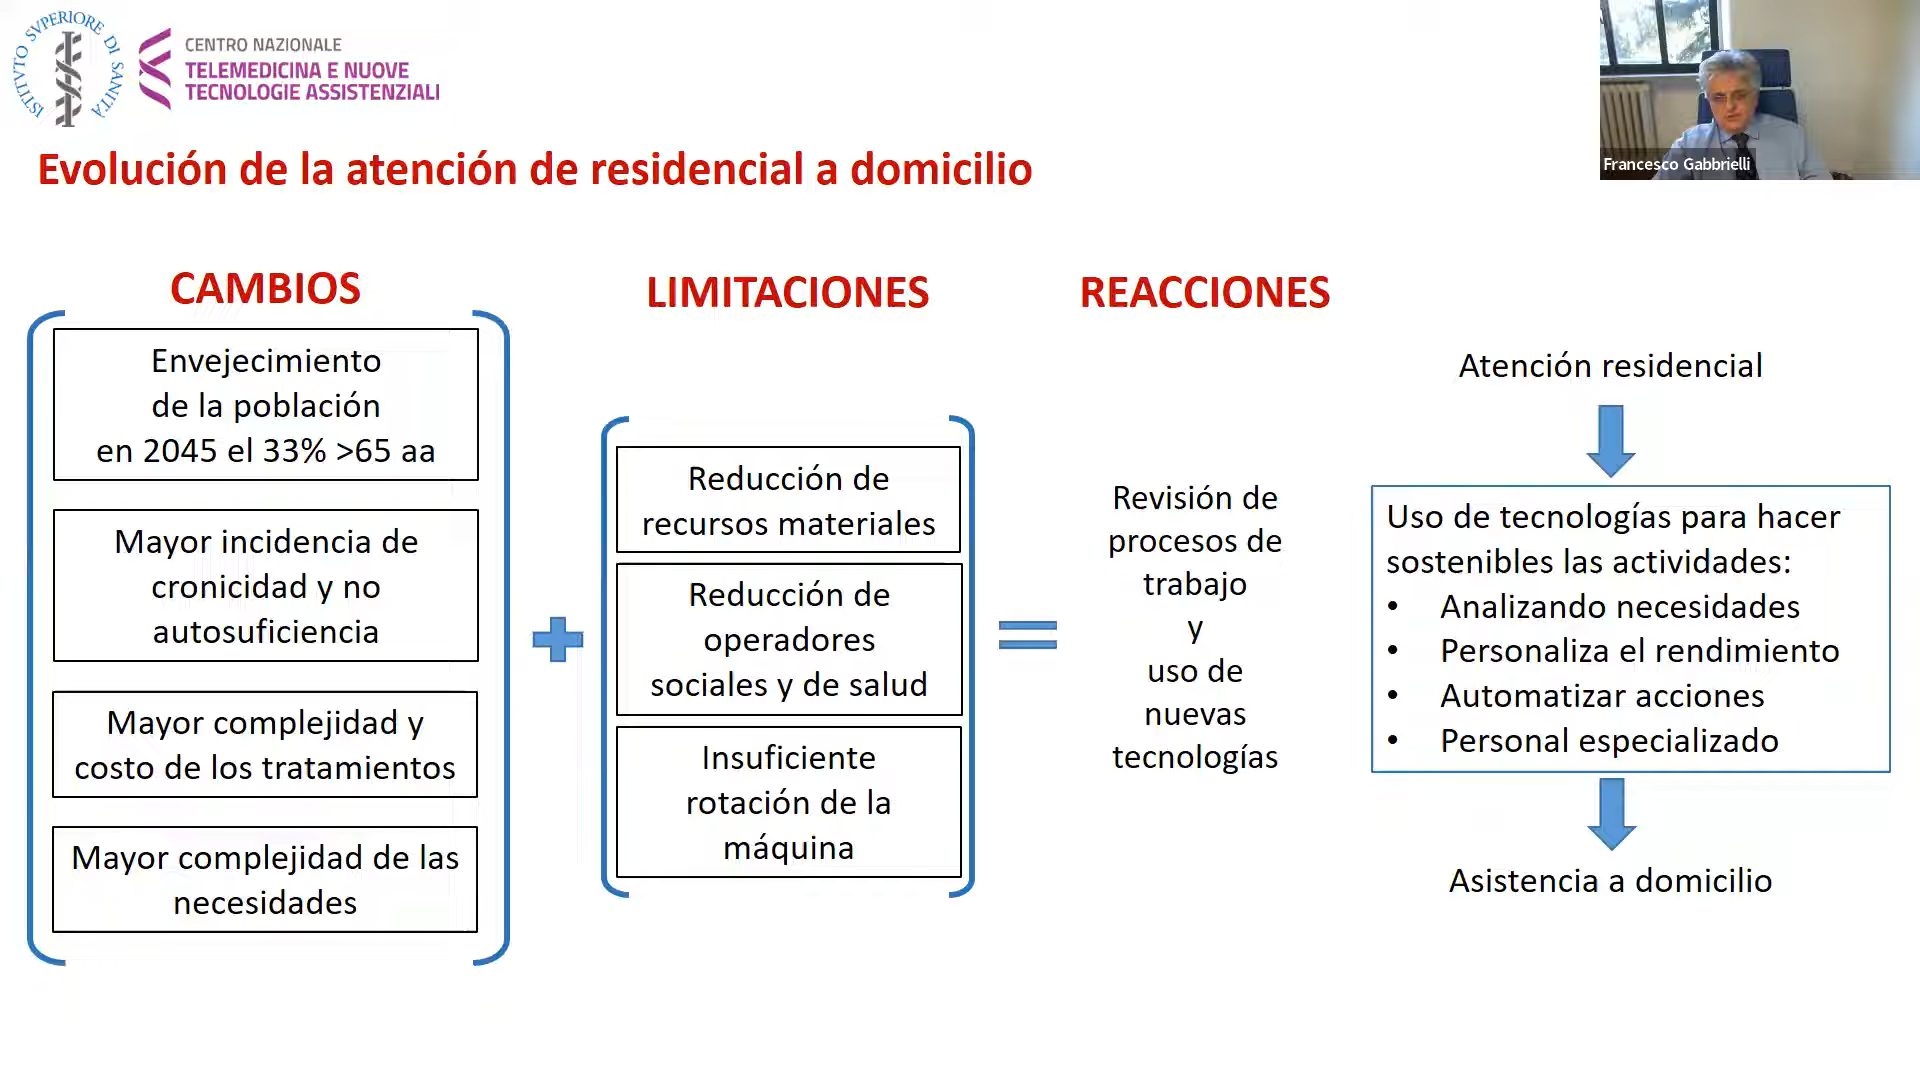 ISTITVTO SVPERIORE DI SANITÀ
CENTRO NAZIONALE
TELEMEDICINA E NUOVE
TECNOLOGIE ASSISTENZIALI
Francesco Gabbrielli
Evolución de la atención de residencial a domicilio
CAMBIOS
Envejecimiento
de la población
en 2045 el 33% >65 aa
Mayor incidencia de
cronicidad y no
autosuficiencia
Mayor complejidad y
costo de los tratamientos
Mayor complejidad de las
necesidades
LIMITACIONES
Reducción de
recursos materiales
Reducción de
operadores
sociales y de salud
Insuficiente
rotación de la
máquina
REACCIONES
Revisión de
procesos de
trabajo
y
uso de
nuevas
tecnologías
Atención residencial
Uso de tecnologías para hacer
sostenibles las actividades:
• Analizando necesidades
• Personaliza el rendimiento
• Automatizar acciones
• Personal especializado
Asistencia a domicilio